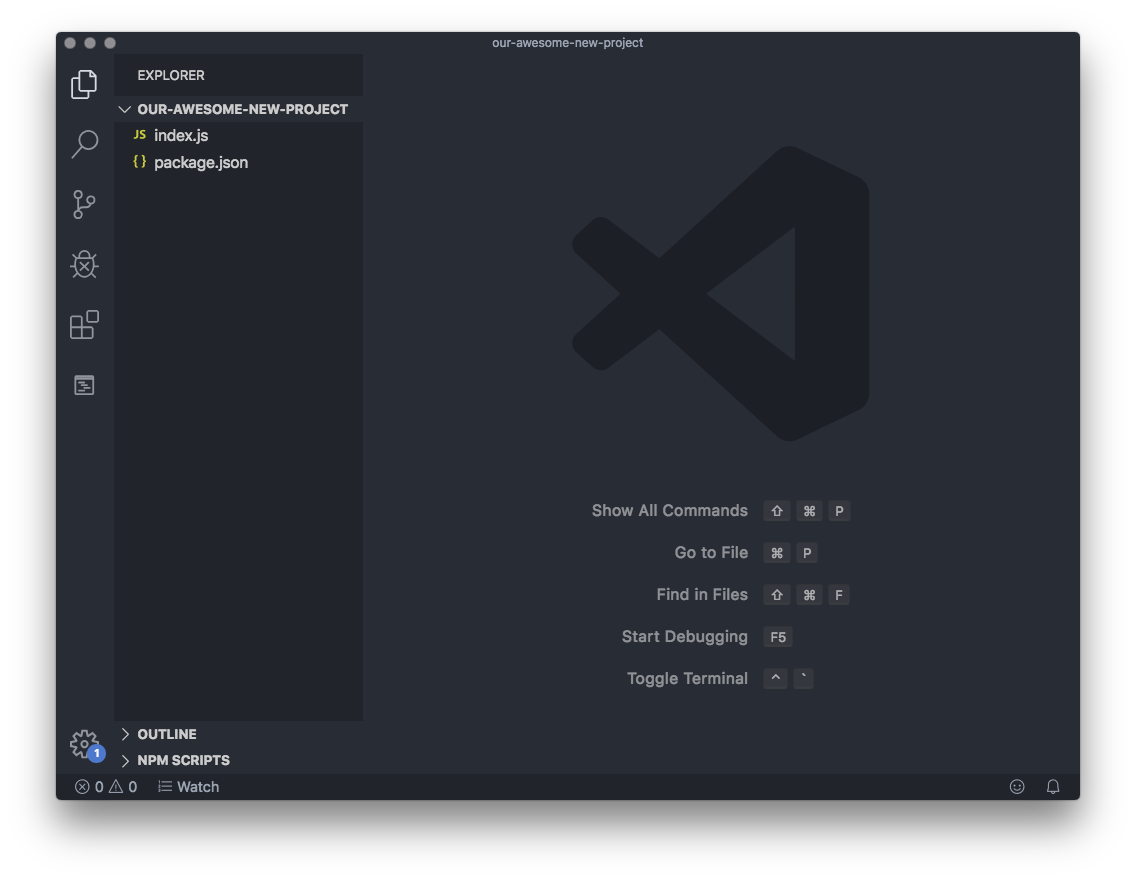 our-awesome-new-project
EXPLORER
OUR-AWESOME-NEW-PROJECT
JS index.js
{} package.json
Show All Commands ⇧ ⌘ P
Go to File ⌘ P
Find in Files ⇧ ⌘ F
Start Debugging F5
Toggle Terminal ^ `
OUTLINE
1
NPM SCRIPTS
0 0 Watch